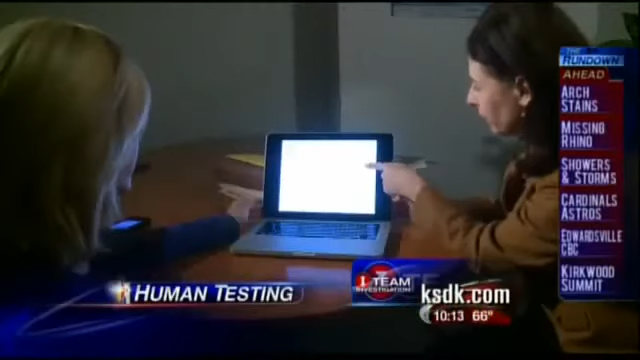 THE
RUNDOWN
AHEAD
ARCH
STAINS
MISSING
RHINO
SHOWERS
& STORMS
CARDINALS
ASTROS
EDWARDSVILLE
CBC
KIRKWOOD
SUMMIT
HUMAN TESTING
1 TEAM
INVESTIGATION
ksdk.com
10:13 66°